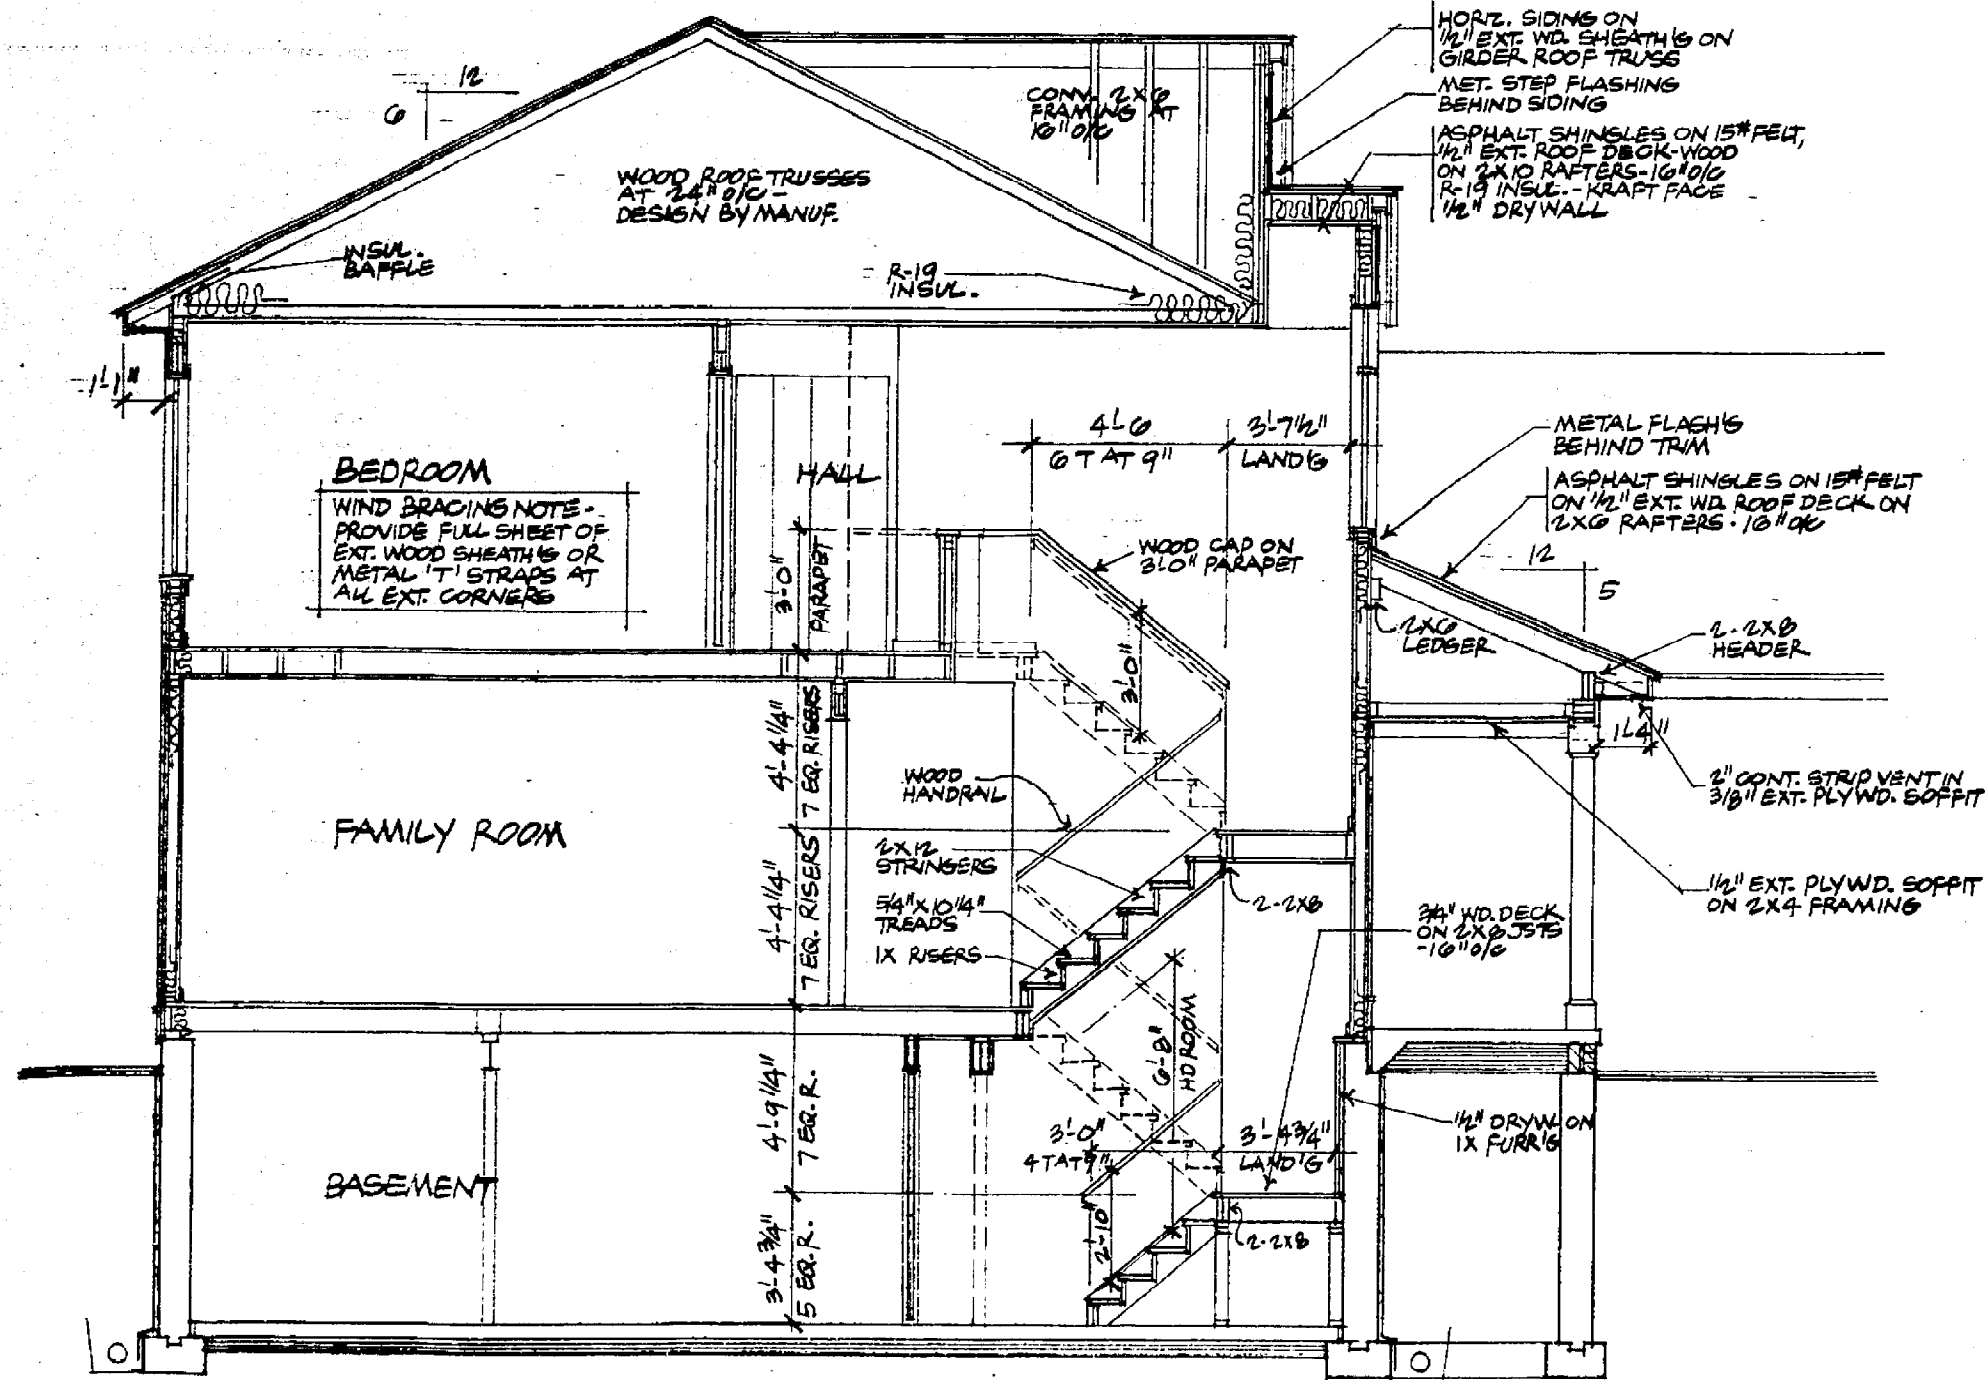 HORIZ. SIDING ON
1/2" EXT. WD. SHEATH'G ON
GIRDER ROOF TRUSS
MET. STEP FLASHING
BEHIND SIDING
ASPHALT SHINGLES ON 15# FELT,
1/2" EXT. ROOF DECK-WOOD
ON 2X10 RAFTERS-16" O/C
R-19 INSUL.-KRAFT FACE
1/2" DRYWALL
12
6
CONV. 2X6
FRAMING AT
16" O/C
WOOD ROOF TRUSSES
AT 24" O/C -
DESIGN BY MANUF.
INSUL.
BAFFLE
R-19
INSUL.
1'-1"
4'-6
6 T AT 9"
3'-7 1/2"
LAND'G
METAL FLASH'G
BEHIND TRIM
BEDROOM
HALL
WIND BRACING NOTE -
PROVIDE FULL SHEET OF
EXT. WOOD SHEATH'G OR
METAL 'T' STRAPS AT
ALL EXT. CORNERS
ASPHALT SHINGLES ON 15# FELT
ON 1/2" EXT. WD. ROOF DECK ON
2X6 RAFTERS - 16" O/C
12
5
WOOD CAP ON
3'-0" PARAPET
3'-0"
PARAPET
2X6
LEDGER
2-2X8
HEADER
3'-0"
4'-4 1/4"
7 EQ. RISERS
1'-4"
WOOD
HANDRAIL
2" CONT. STRIP VENT IN
3/8" EXT. PLYWD. SOFFIT
FAMILY ROOM
2X12
STRINGERS
5/4" X 10 1/4"
TREADS
1X RISERS
4'-4 1/4"
7 EQ. RISERS
2-2X8
3/4" WD. DECK
ON 2X8 JSTS
-16" O/C
1/2" EXT. PLYWD. SOFFIT
ON 2X4 FRAMING
6'-8"
HDROOM
4'-9 1/4"
7 EQ. R.
3'-0"
4 T AT 9"
3'-4 3/4"
LAND'G
1/2" DRYW. ON
1X FURR'G
BASEMENT
3'-4 3/4"
5 EQ. R.
2'-10"
2-2X8